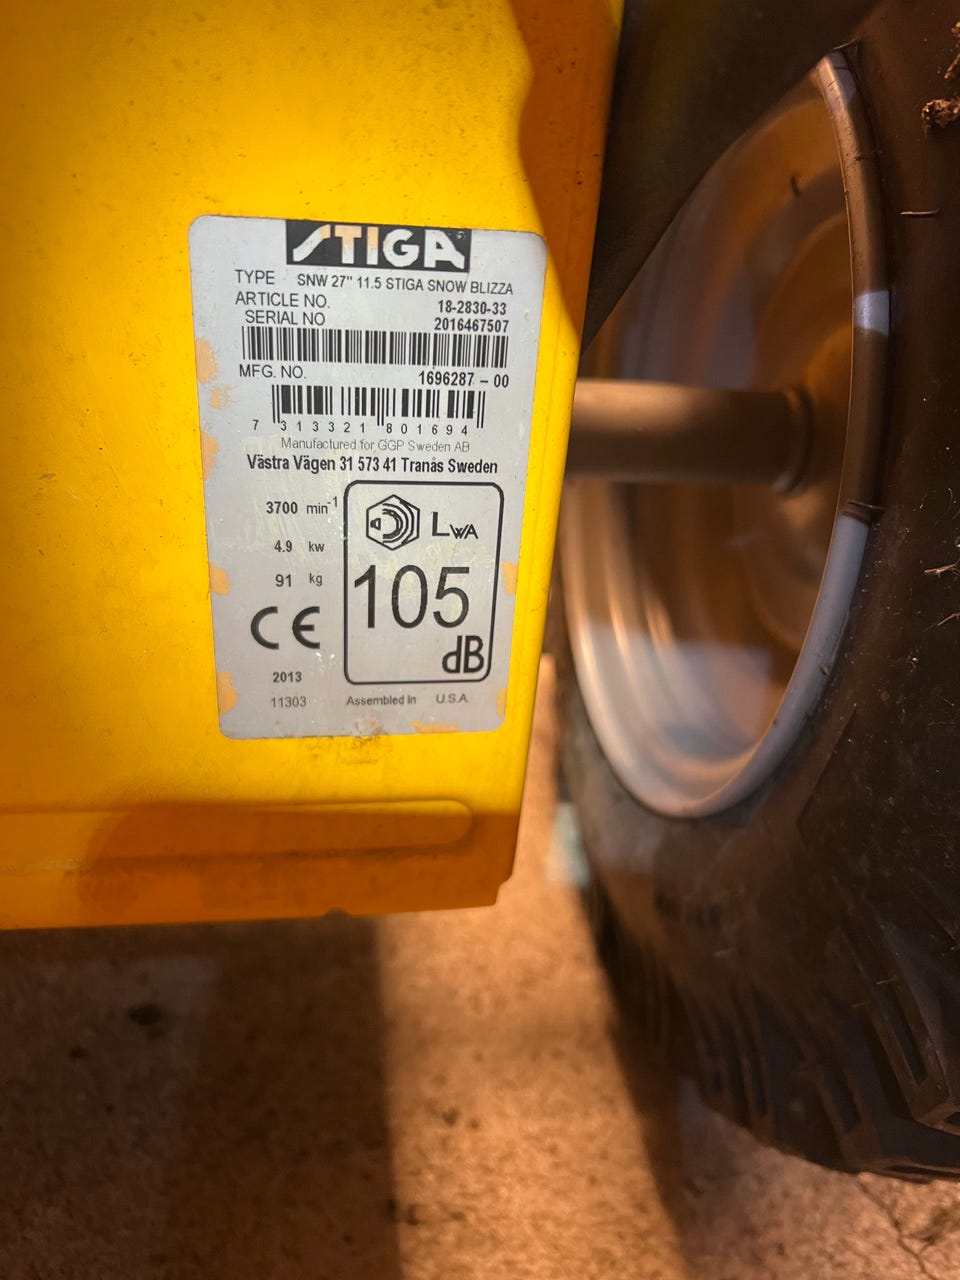 STIGA
TYPE SNW 27" 11.5 STIGA SNOW BLIZZA
ARTICLE NO. 18-2830-33
SERIAL NO 2016467507
MFG. NO. 1696287 - 00
7 313321 801694
Manufactured for GGP Sweden AB
Västra Vägen 31 573 41 Tranås Sweden
3700 min-1
LWA
4.9 kw
91 kg
105
dB
CE
2013
11303 Assembled In U.S.A.